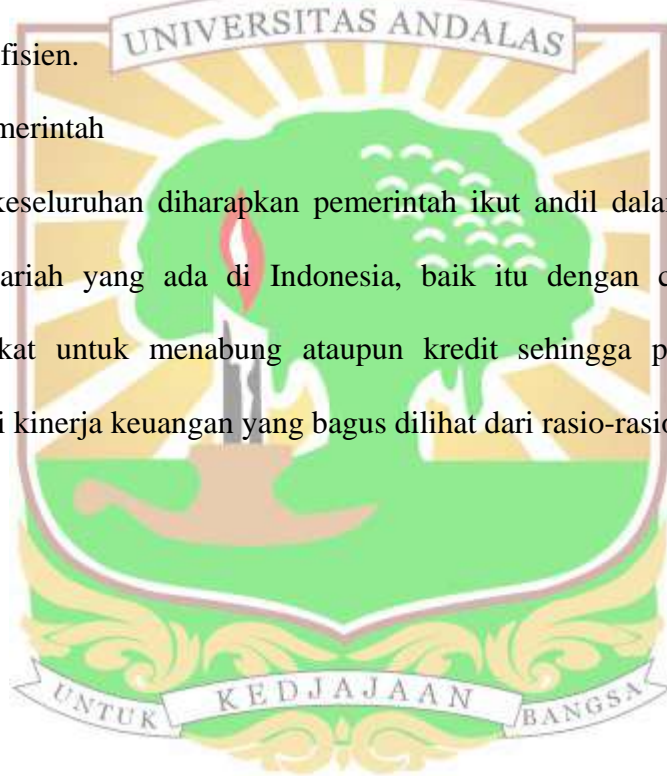 UNIVERSITAS ANDALAS
fisien.
merintah
keseluruhan diharapkan pemerintah ikut andil dala
ariah yang ada di Indonesia, baik itu dengan
kat untuk menabung ataupun kredit sehingga p
i kinerja keuangan yang bagus dilihat dari rasio-rasio
UNTUK KEDJAJAAN BANGSA